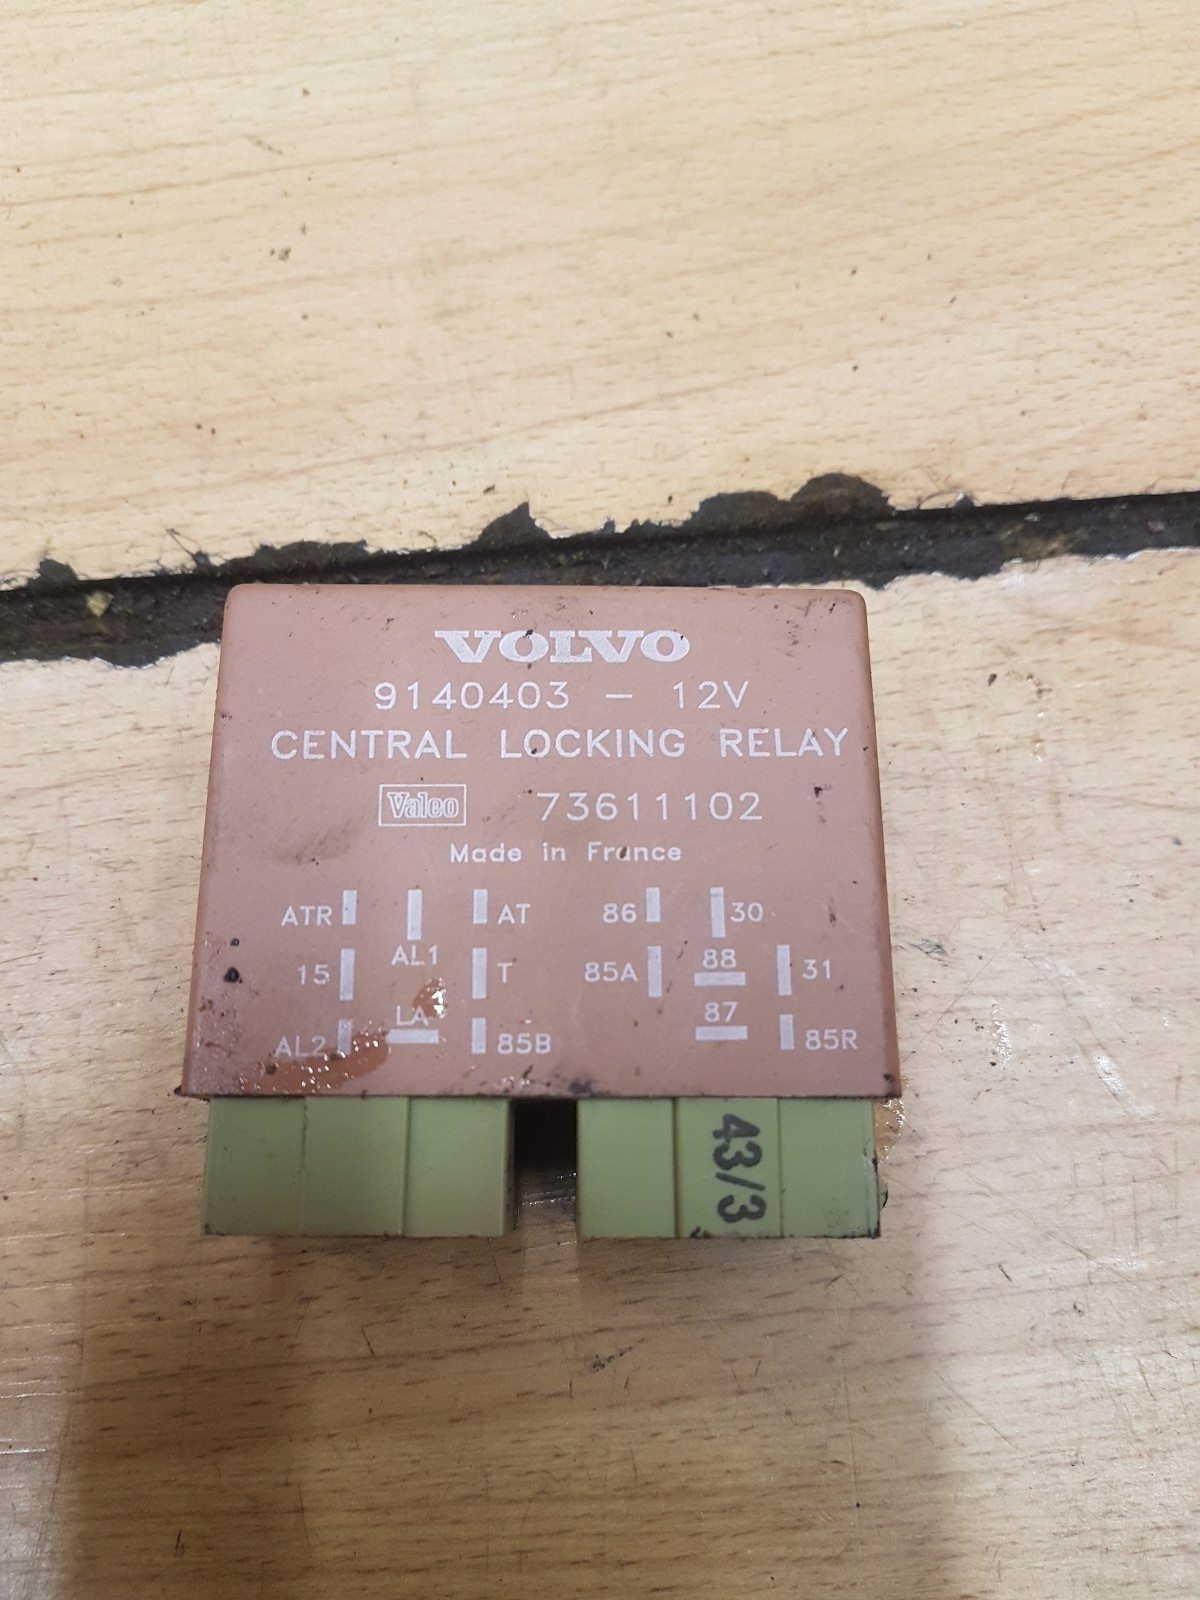 VOLVO
9140403 - 12V
CENTRAL LOCKING RELAY
Valeo 73611102
Made in France
ATR AT 86 30
AL1 88
15 T 85A 31
LA 87
AL2 85B 85R
43/3